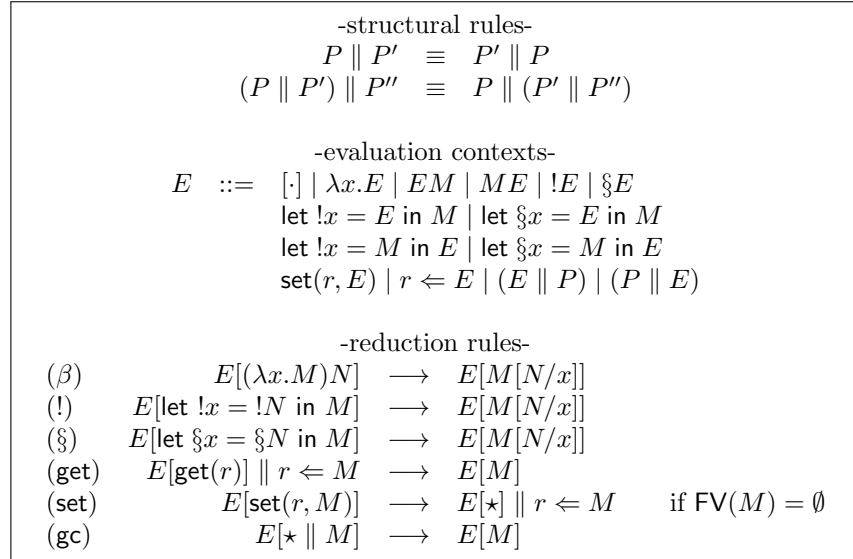 -structural rules-
P ∥ P′ ≡ P′ ∥ P
(P ∥ P′) ∥ P″ ≡ P ∥ (P′ ∥ P″)
-evaluation contexts-
E ::= [·] | λx.E | EM | ME | !E | §E
let !x = E in M | let §x = E in M
let !x = M in E | let §x = M in E
set(r, E) | r ⇐ E | (E ∥ P) | (P ∥ E)
-reduction rules-
(β) E[(λx.M)N] ⟶ E[M[N/x]]
(!) E[let !x = !N in M] ⟶ E[M[N/x]]
(§) E[let §x = §N in M] ⟶ E[M[N/x]]
(get) E[get(r)] ∥ r ⇐ M ⟶ E[M]
(set) E[set(r, M)] ⟶ E[⋆] ∥ r ⇐ M if FV(M) = ∅
(gc) E[⋆ ∥ M] ⟶ E[M]